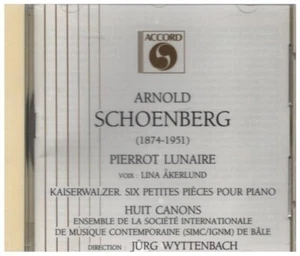 ACCORD
ARNOLD
SCHOENBERG
(1874-1951)
PIERROT LUNAIRE
VOIX : LINA ÅKERLUND
KAISERWALZER. SIX PETITES PIÈCES POUR PIANO
HUIT CANONS
ENSEMBLE DE LA SOCIÉTÉ INTERNATIONALE
DE MUSIQUE CONTEMPORAINE (SIMC/IGNM) DE BÂLE
DIRECTION : JÜRG WYTTENBACH